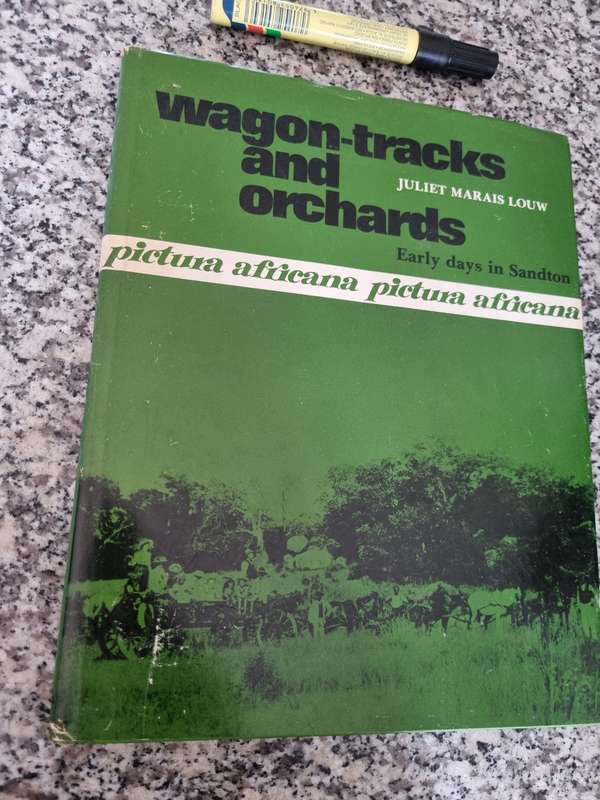 wagon-tracks
and
orchards
JULIET MARAIS LOUW
Early days in Sandton
pictura africana pictura africana